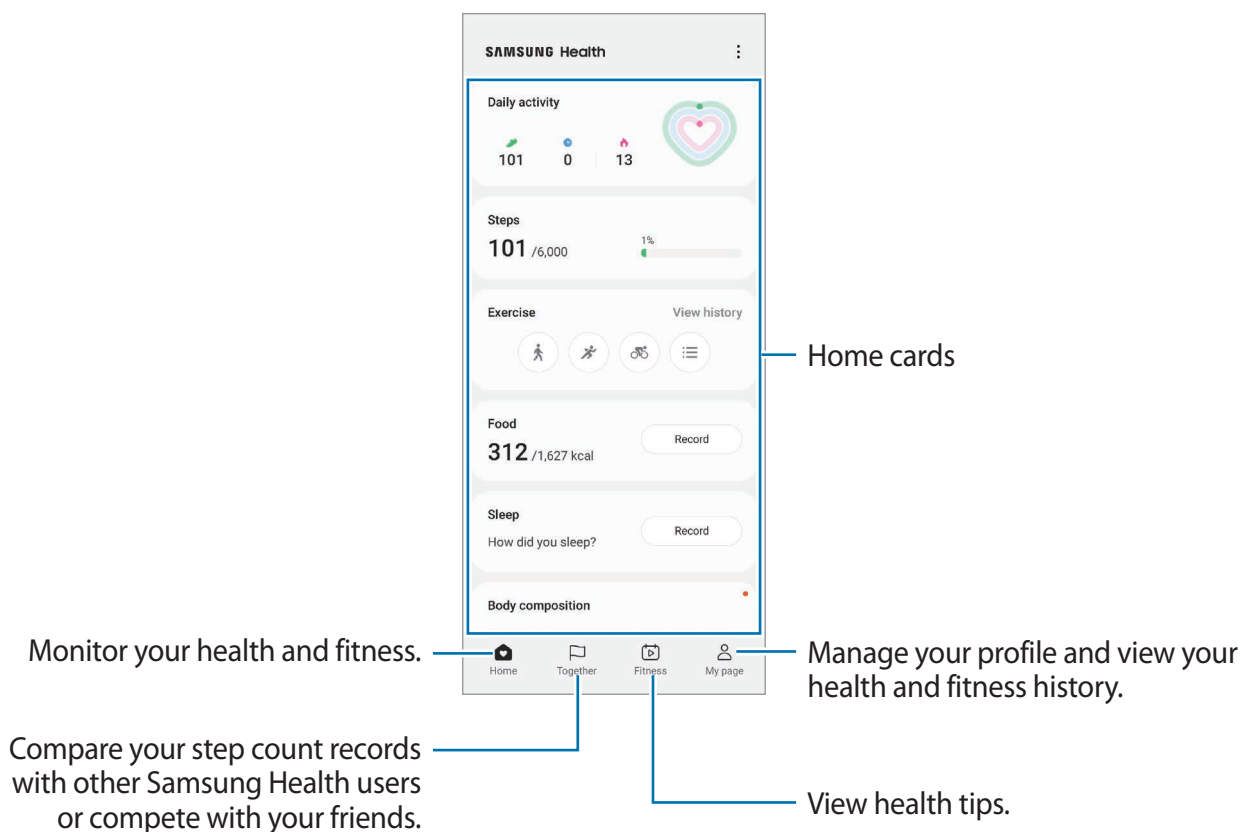 SAMSUNG Health
Daily activity
101 0 13
Steps
101 /6,000
1%
Exercise
View history
Home cards
Food
312 /1,627 kcal
Record
Sleep
How did you sleep?
Record
Body composition
Monitor your health and fitness.
Home
Together
Fitness
My page
Manage your profile and view your
health and fitness history.
Compare your step count records
with other Samsung Health users
or compete with your friends.
View health tips.